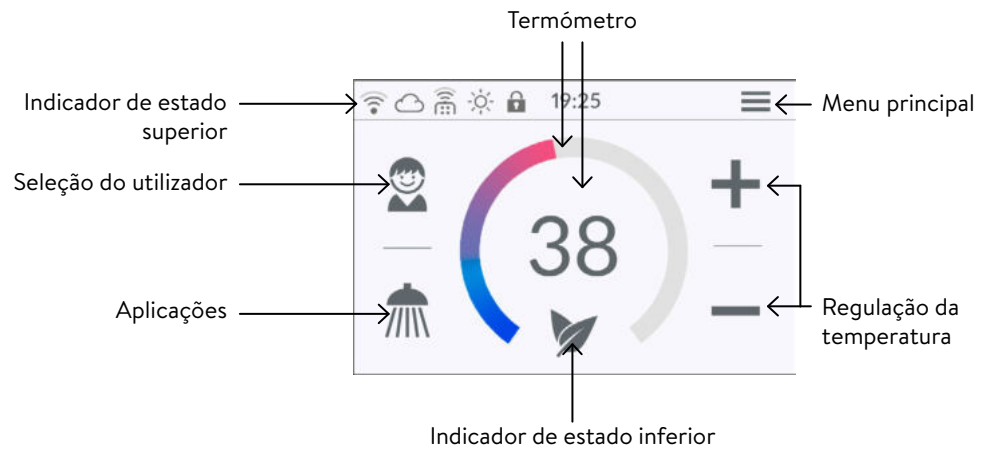 Termómetro
Indicador de estado
superior
19:25
Menu principal
Seleção do utilizador
38
Aplicações
Regulação da
temperatura
Indicador de estado inferior